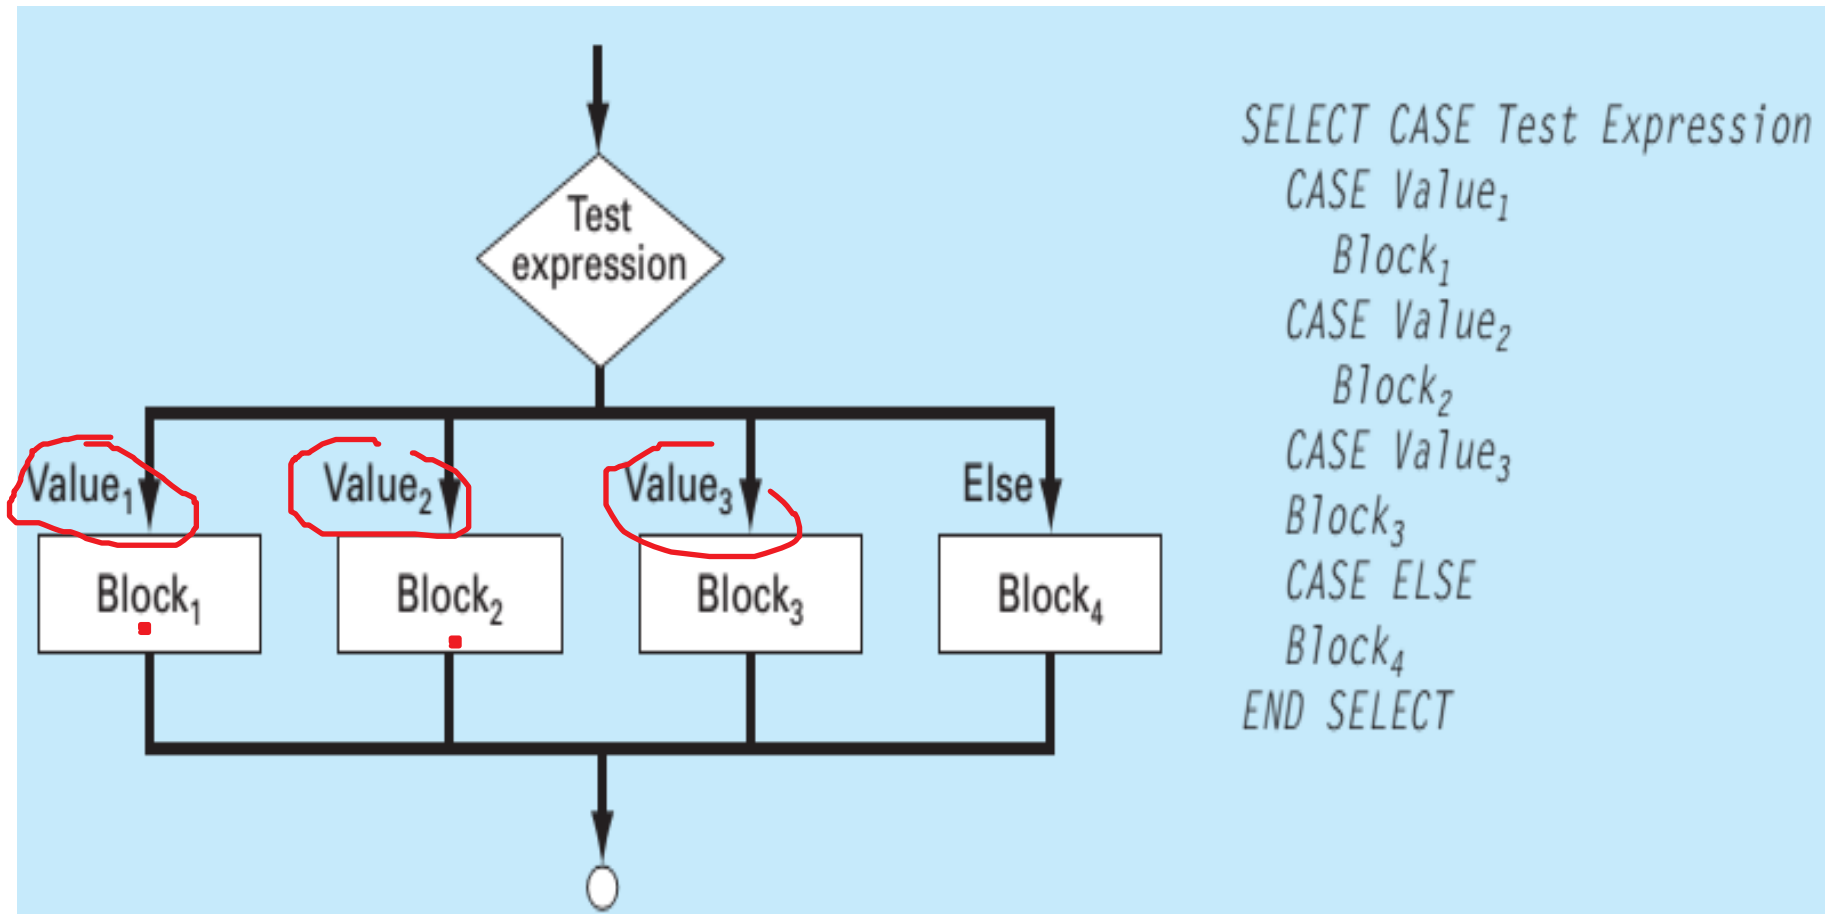 Test
expression
Value₁
Value₂
Value₃
Else
Block₁
Block₂
Block₃
Block₄
SELECT CASE Test Expression
CASE Value₁
Block₁
CASE Value₂
Block₂
CASE Value₃
Block₃
CASE ELSE
Block₄
END SELECT